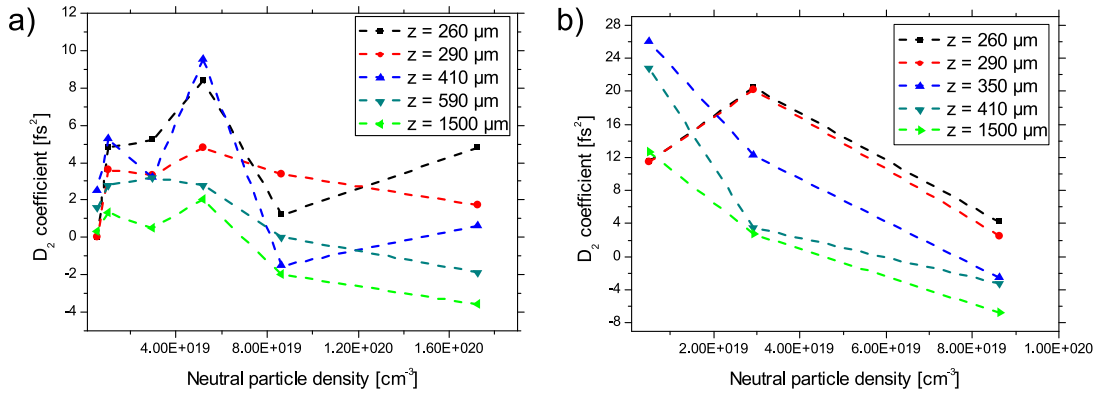 a)
D₂ coefficient [fs²]
12
10
8
6
4
2
0
-2
-4
4.00E+019 8.00E+019 1.20E+020 1.60E+020
Neutral particle density [cm⁻³]
z = 260 µm
z = 290 µm
z = 410 µm
z = 590 µm
z = 1500 µm
b)
D₂ coefficient [fs²]
28
24
20
16
12
8
4
0
-4
-8
2.00E+019 4.00E+019 6.00E+019 8.00E+019 1.00E+020
Neutral particle density [cm⁻³]
z = 260 µm
z = 290 µm
z = 350 µm
z = 410 µm
z = 1500 µm